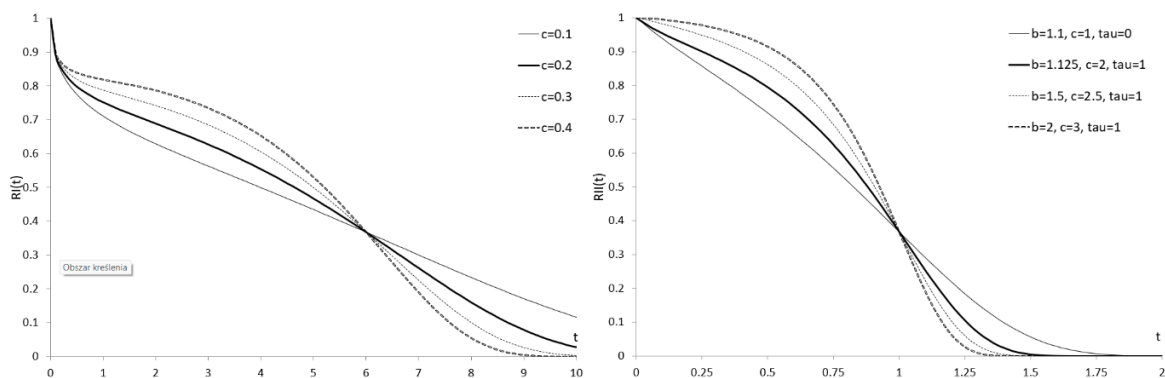 1
0.9
0.8
0.7
0.6
0.5
0.4
0.3
0.2
0.1
0
RI(t)
c=0.1
c=0.2
c=0.3
c=0.4
Obszar kreślenia
t
0 1 2 3 4 5 6 7 8 9 10
1
0.9
0.8
0.7
0.6
0.5
0.4
0.3
0.2
0.1
0
RII(t)
b=1.1, c=1, tau=0
b=1.125, c=2, tau=1
b=1.5, c=2.5, tau=1
b=2, c=3, tau=1
t
0 0.25 0.5 0.75 1 1.25 1.5 1.75 2